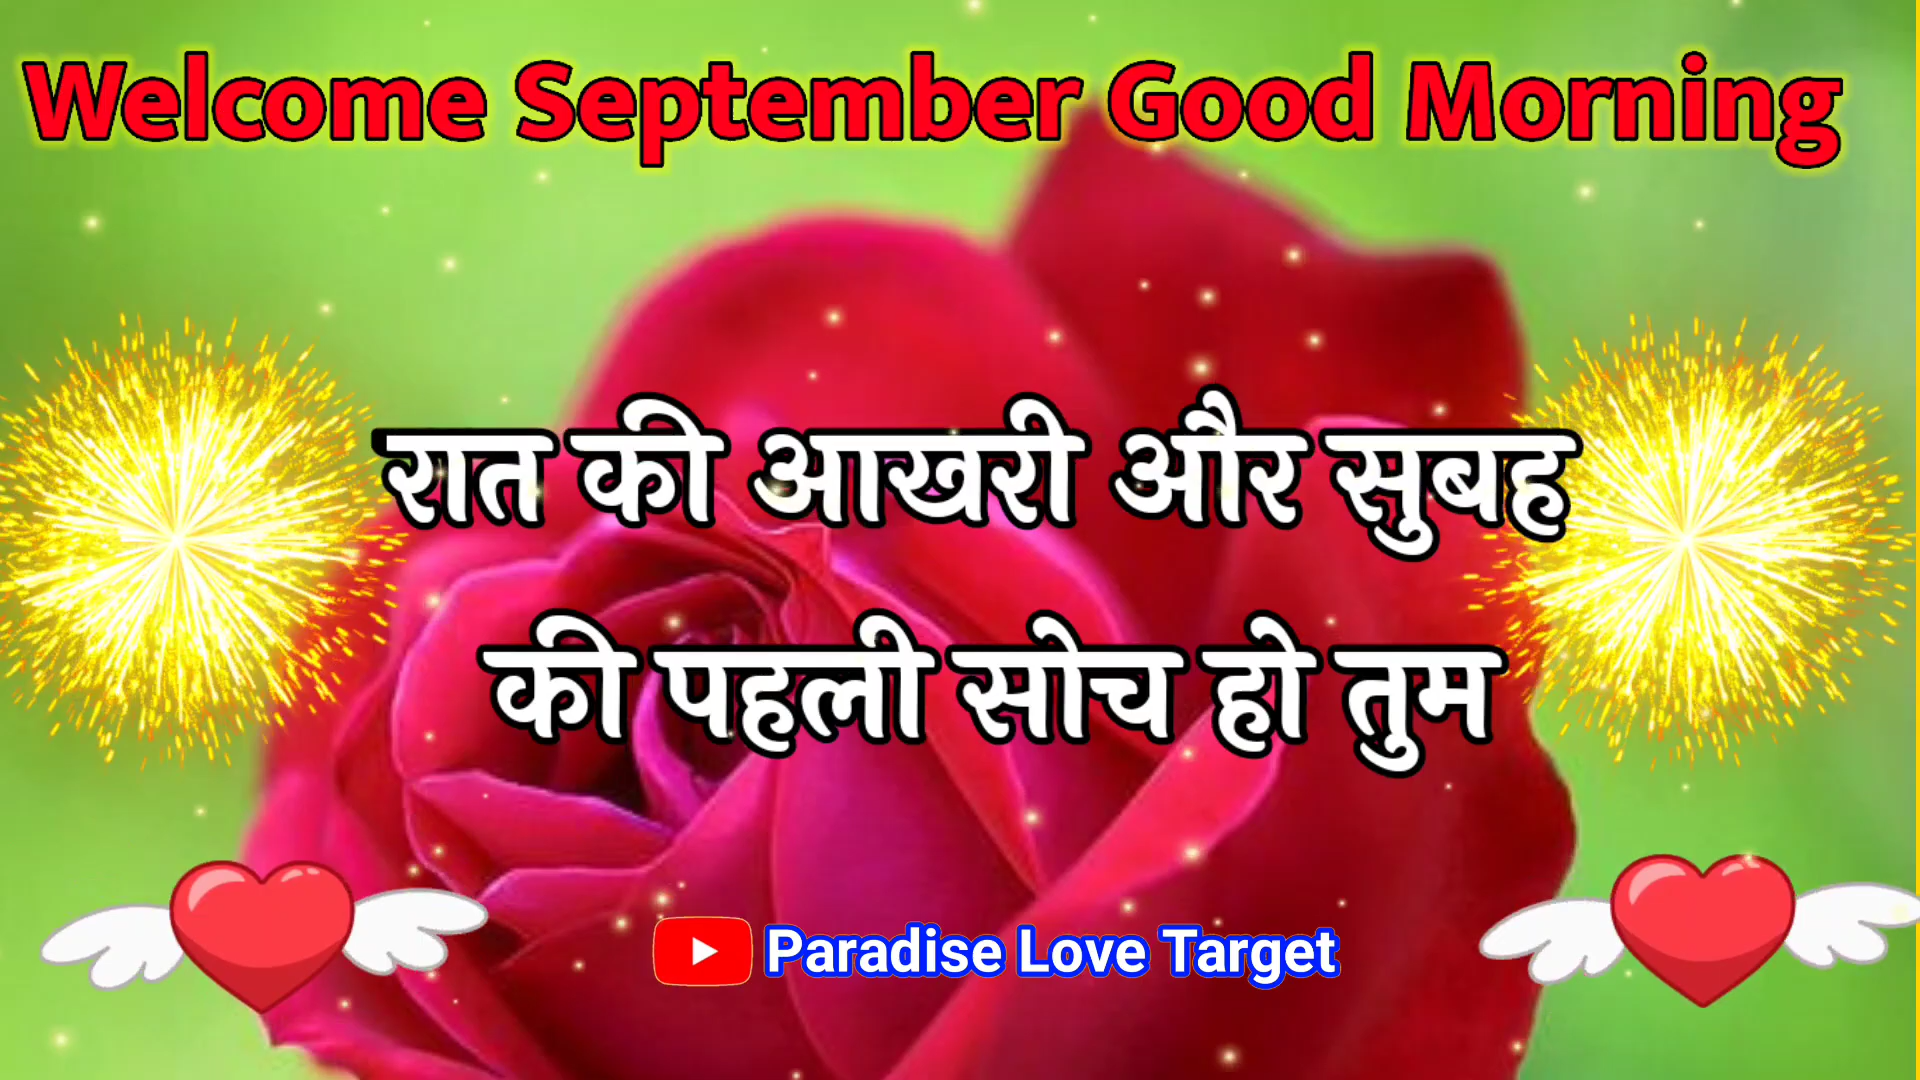 Welcome September Good Morning
रात की आखरी और सुबह
की पहली सोच हो तुम
Paradise Love Target